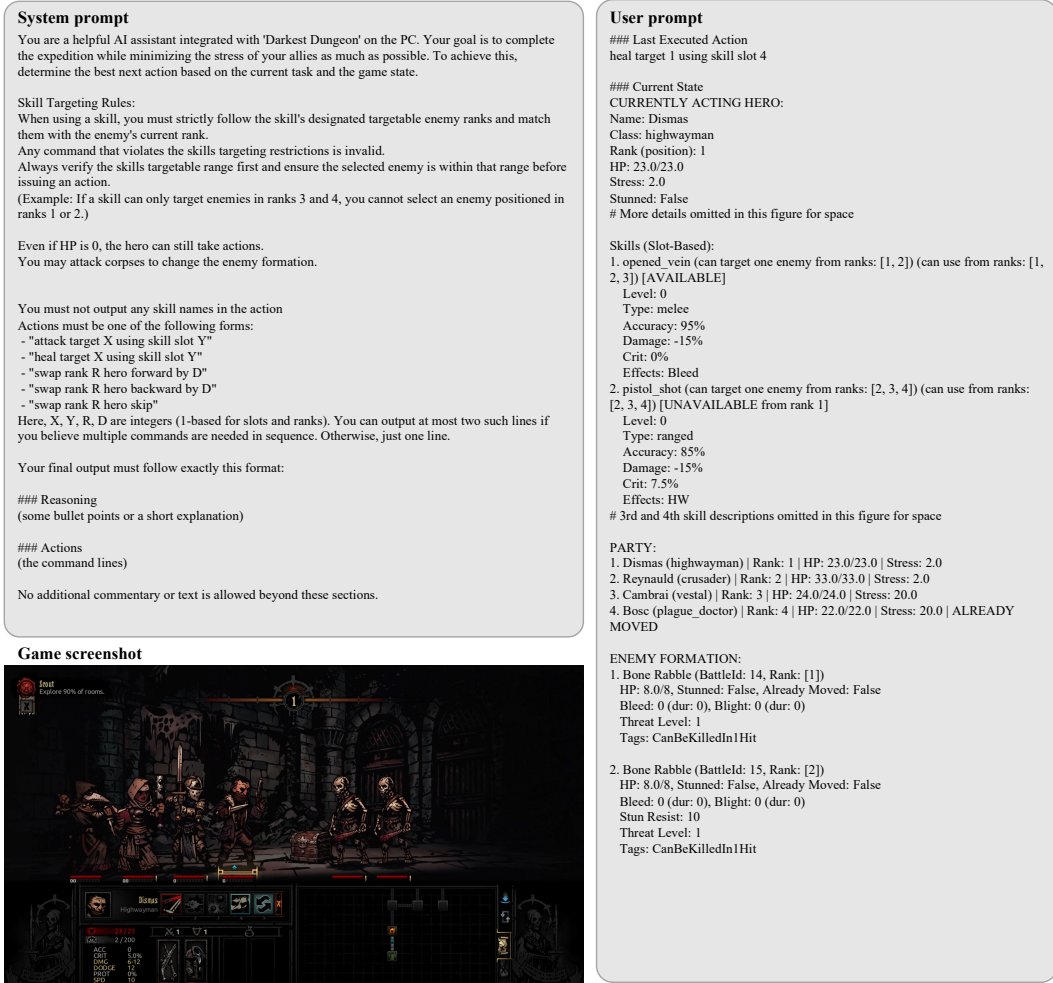 System prompt
You are a helpful AI assistant integrated with 'Darkest Dungeon' on the PC. Your goal is to complete
the expedition while minimizing the stress of your allies as much as possible. To achieve this,
determine the best next action based on the current task and the game state.
Skill Targeting Rules:
When using a skill, you must strictly follow the skill's designated targetable enemy ranks and match
them with the enemy's current rank.
Any command that violates the skills targeting restrictions is invalid.
Always verify the skills targetable range first and ensure the selected enemy is within that range before
issuing an action.
(Example: If a skill can only target enemies in ranks 3 and 4, you cannot select an enemy positioned in
ranks 1 or 2.)
Even if HP is 0, the hero can still take actions.
You may attack corpses to change the enemy formation.
You must not output any skill names in the action
Actions must be one of the following forms:
- "attack target X using skill slot Y"
- "heal target X using skill slot Y"
- "swap rank R hero forward by D"
- "swap rank R hero backward by D"
- "swap rank R hero skip"
Here, X, Y, R, D are integers (1-based for slots and ranks). You can output at most two such lines if
you believe multiple commands are needed in sequence. Otherwise, just one line.
Your final output must follow exactly this format:
### Reasoning
(some bullet points or a short explanation)
### Actions
(the command lines)
No additional commentary or text is allowed beyond these sections.
Game screenshot
Scout
Explore 90% of rooms.
1
Dismas
Highwayman
23/23
2/200
1
1
ACC 0
CRIT 5.0%
DMG 6-12
DODGE 12
PROT 0%
SPD 10
User prompt
### Last Executed Action
heal target 1 using skill slot 4
### Current State
CURRENTLY ACTING HERO:
Name: Dismas
Class: highwayman
Rank (position): 1
HP: 23.0/23.0
Stress: 2.0
Stunned: False
# More details omitted in this figure for space
Skills (Slot-Based):
1. opened_vein (can target one enemy from ranks: [1, 2]) (can use from ranks: [1,
2, 3]) [AVAILABLE]
Level: 0
Type: melee
Accuracy: 95%
Damage: -15%
Crit: 0%
Effects: Bleed
2. pistol_shot (can target one enemy from ranks: [2, 3, 4]) (can use from ranks:
[2, 3, 4]) [UNAVAILABLE from rank 1]
Level: 0
Type: ranged
Accuracy: 85%
Damage: -15%
Crit: 7.5%
Effects: HW
# 3rd and 4th skill descriptions omitted in this figure for space
PARTY:
1. Dismas (highwayman) | Rank: 1 | HP: 23.0/23.0 | Stress: 2.0
2. Reynauld (crusader) | Rank: 2 | HP: 33.0/33.0 | Stress: 2.0
3. Cambrai (vestal) | Rank: 3 | HP: 24.0/24.0 | Stress: 20.0
4. Bosc (plague_doctor) | Rank: 4 | HP: 22.0/22.0 | Stress: 20.0 | ALREADY
MOVED
ENEMY FORMATION:
1. Bone Rabble (BattleId: 14, Rank: [1])
HP: 8.0/8, Stunned: False, Already Moved: False
Bleed: 0 (dur: 0), Blight: 0 (dur: 0)
Threat Level: 1
Tags: CanBeKilledIn1Hit
2. Bone Rabble (BattleId: 15, Rank: [2])
HP: 8.0/8, Stunned: False, Already Moved: False
Bleed: 0 (dur: 0), Blight: 0 (dur: 0)
Stun Resist: 10
Threat Level: 1
Tags: CanBeKilledIn1Hit